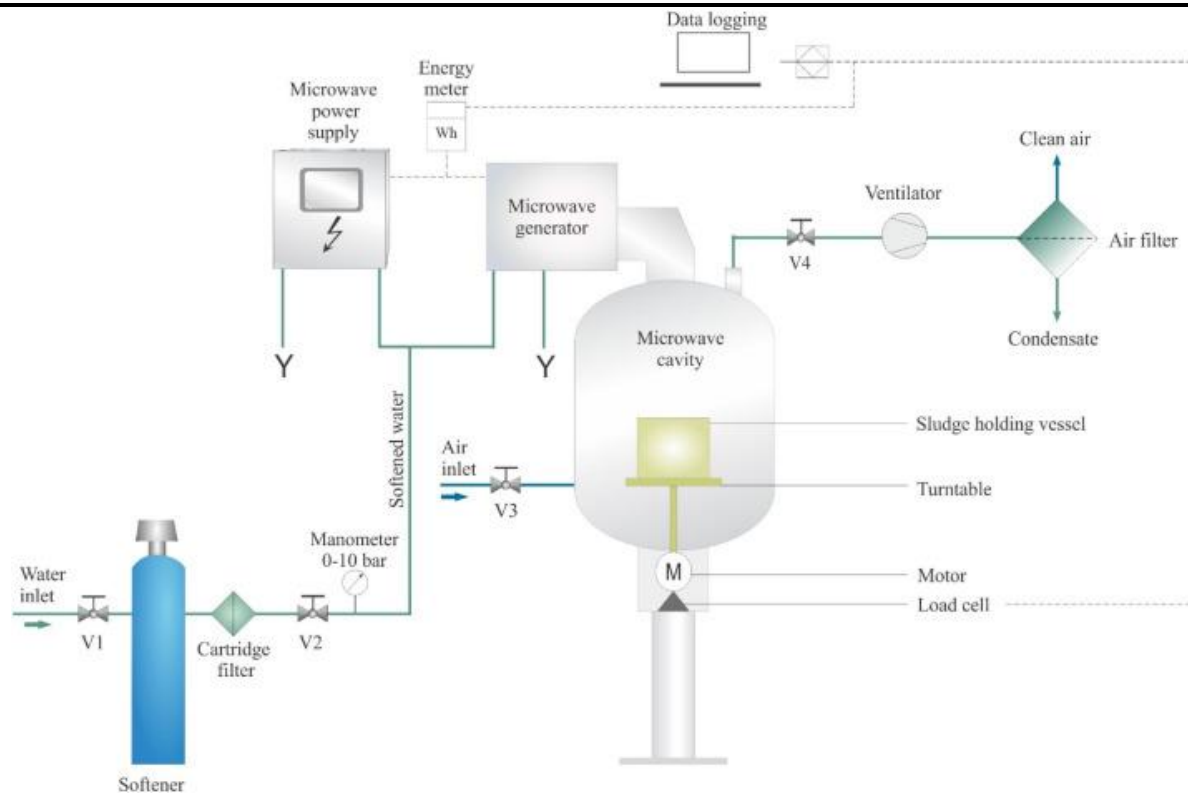 Data logging
Energy
meter
Wh
Microwave
power
supply
Clean air
Microwave
generator
Ventilator
V4
Air filter
Condensate
Y
Y
Microwave
cavity
Softened water
Sludge holding vessel
Air
inlet
V3
Turntable
Manometer
0-10 bar
Water
inlet
V1
Cartridge
filter
V2
M
Motor
Load cell
Softener